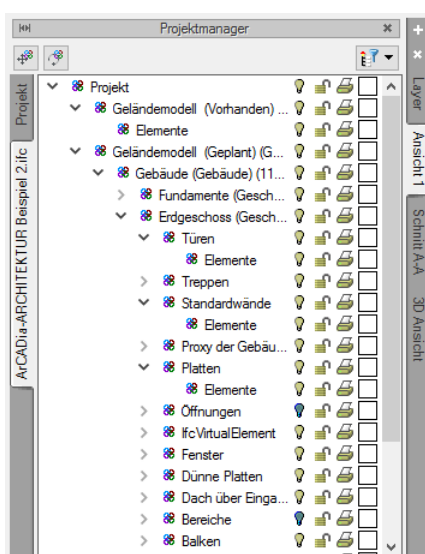 Projektmanager
Projekt
Geländemodell (Vorhanden) ...
Elemente
Geländemodell (Geplant) (G...
Gebäude (Gebäude) (11...
Fundamente (Gesch...
Erdgeschoss (Gesch...
Türen
Elemente
Treppen
Standardwände
Elemente
Proxy der Gebäu...
Platten
Elemente
Öffnungen
IfcVirtualElement
Fenster
Dünne Platten
Dach über Einga...
Bereiche
Balken
Projekt
ArCADia-ARCHITEKTUR Beispiel 2.ifc
Layer
Ansicht 1
Schnitt A-A
3D Ansicht